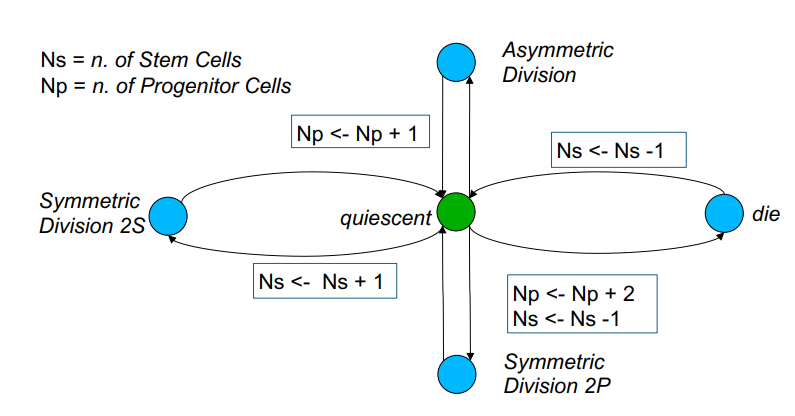 Ns = n. of Stem Cells
Np = n. of Progenitor Cells
Asymmetric
Division
Np <- Np + 1
Ns <- Ns -1
Symmetric
Division 2S
quiescent
die
Ns <-  Ns + 1
Np <- Np + 2
Ns <- Ns -1
Symmetric
Division 2P